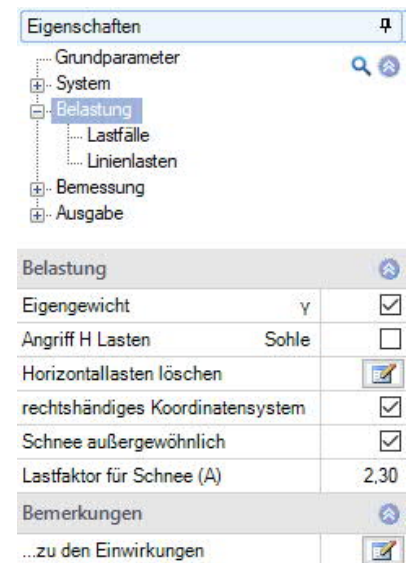 Eigenschaften
Grundparameter
System
Belastung
Lastfälle
Linienlasten
Bemessung
Ausgabe
Belastung
Eigengewicht γ
Angriff H Lasten Sohle
Horizontallasten löschen
rechtshändiges Koordinatensystem
Schnee außergewöhnlich
Lastfaktor für Schnee (A) 2,30
Bemerkungen
...zu den Einwirkungen